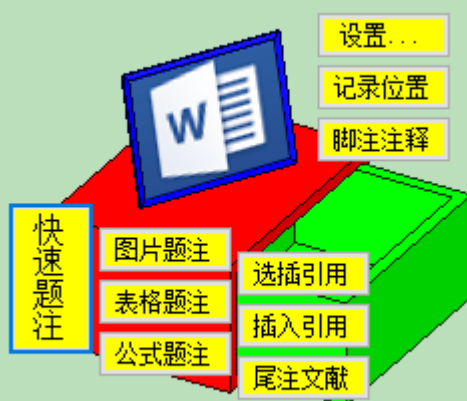 设置...
记录位置
脚注注释
W
快速题注
图片题注
表格题注
公式题注
选插引用
插入引用
尾注文献